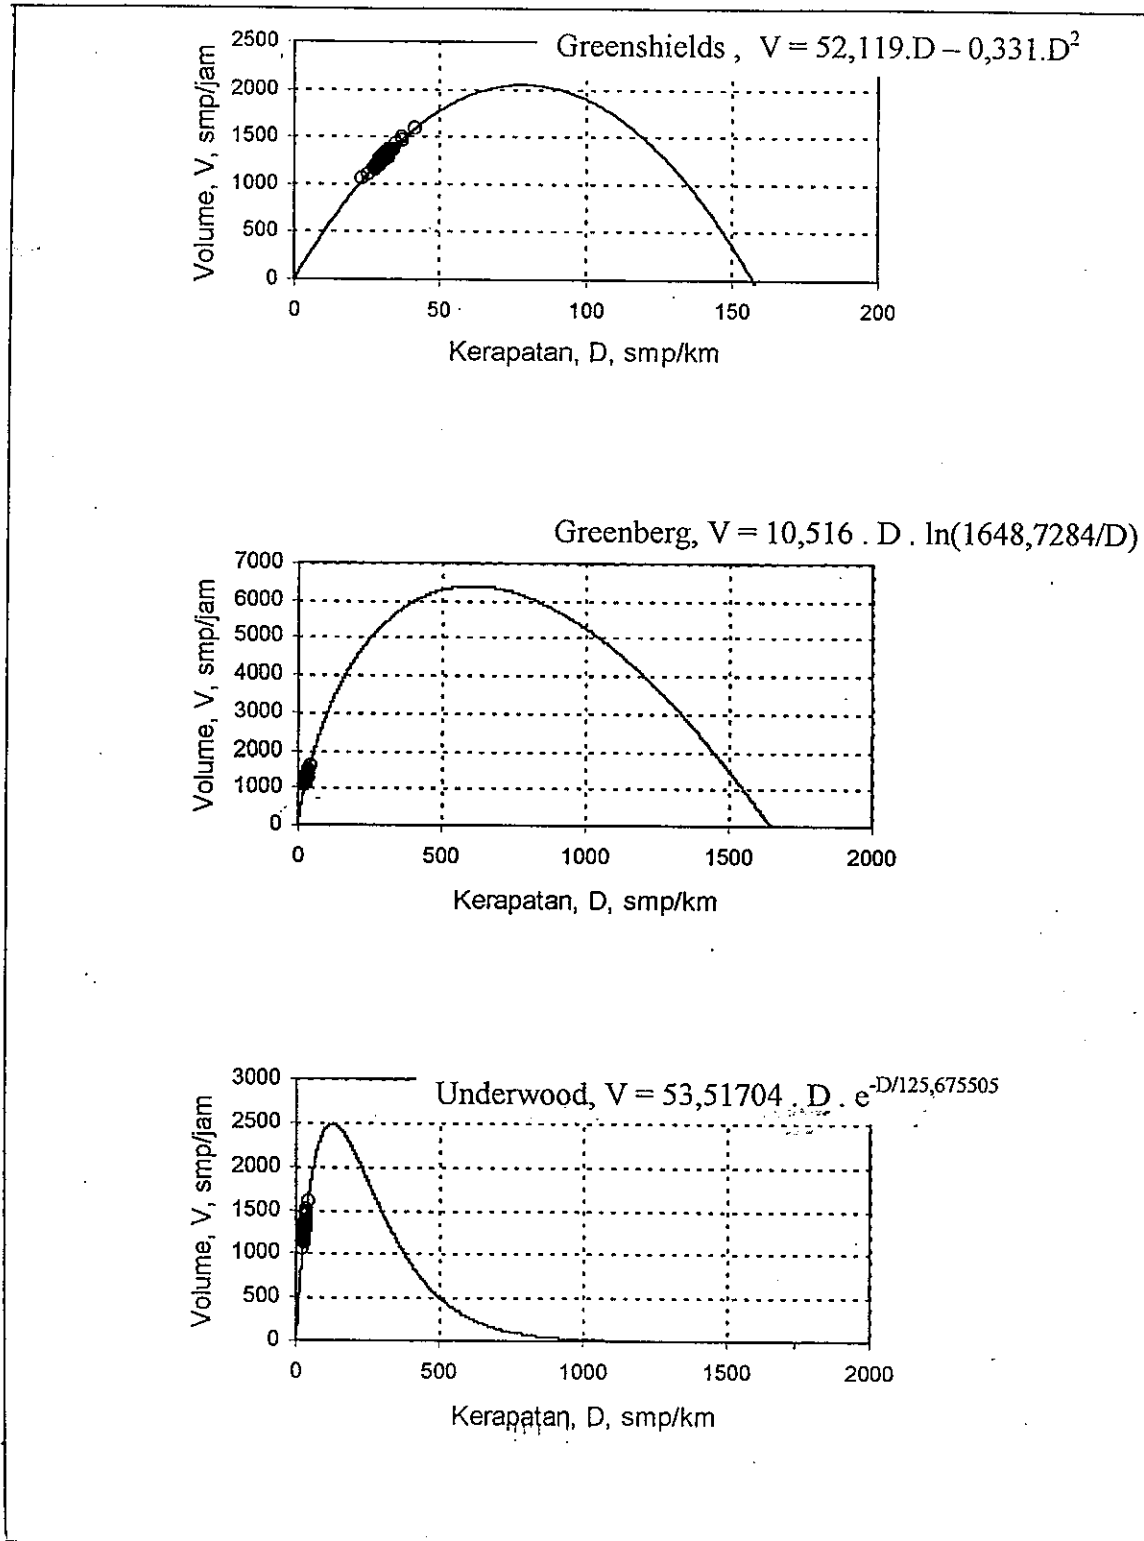 Greenshields , V = 52,119.D – 0,331.D²
2500
2000
1500
1000
500
0
Volume, V, smp/jam
0 50 100 150 200
Kerapatan, D, smp/km
Greenberg, V = 10,516 . D . ln(1648,7284/D)
7000
6000
5000
4000
3000
2000
1000
0
Volume, V, smp/jam
0 500 1000 1500 2000
Kerapatan, D, smp/km
Underwood, V = 53,51704 . D . e^-D/125,675505
3000
2500
2000
1500
1000
500
0
Volume, V, smp/jam
0 500 1000 1500 2000
Kerapatan, D, smp/km